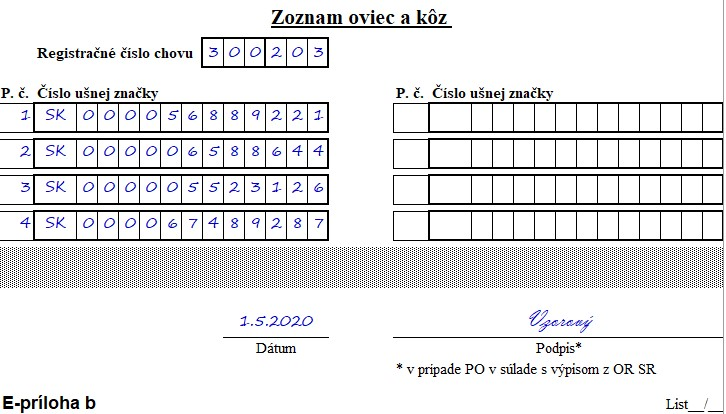 Zoznam oviec a kôz
Registračné číslo chovu 300203
P. č. Číslo ušnej značky P. č. Číslo ušnej značky
1 SK 000056889221
2 SK 000006588644
3 SK 000005523126
4 SK 000067489287
1.5.2020 Vzorový
Dátum Podpis*
* v prípade PO v súlade s výpisom z OR SR
E-príloha b List__/__